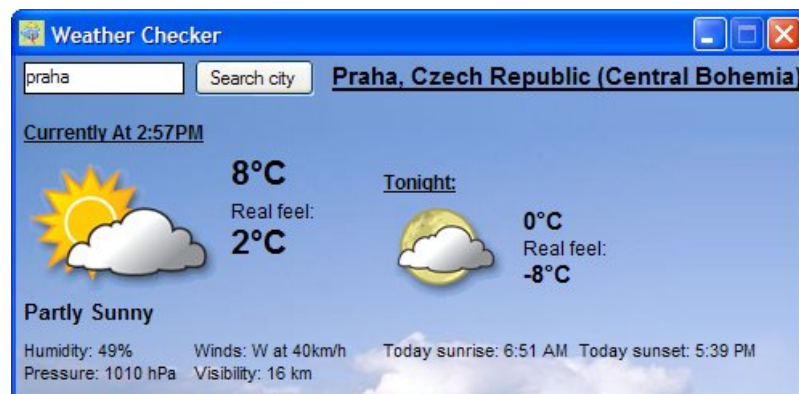 Weather Checker
praha Search city Praha, Czech Republic (Central Bohemia)
Currently At 2:57PM
8°C
Real feel:
2°C
Partly Sunny
Tonight:
0°C
Real feel:
-8°C
Humidity: 49% Winds: W at 40km/h Today sunrise: 6:51 AM Today sunset: 5:39 PM
Pressure: 1010 hPa Visibility: 16 km